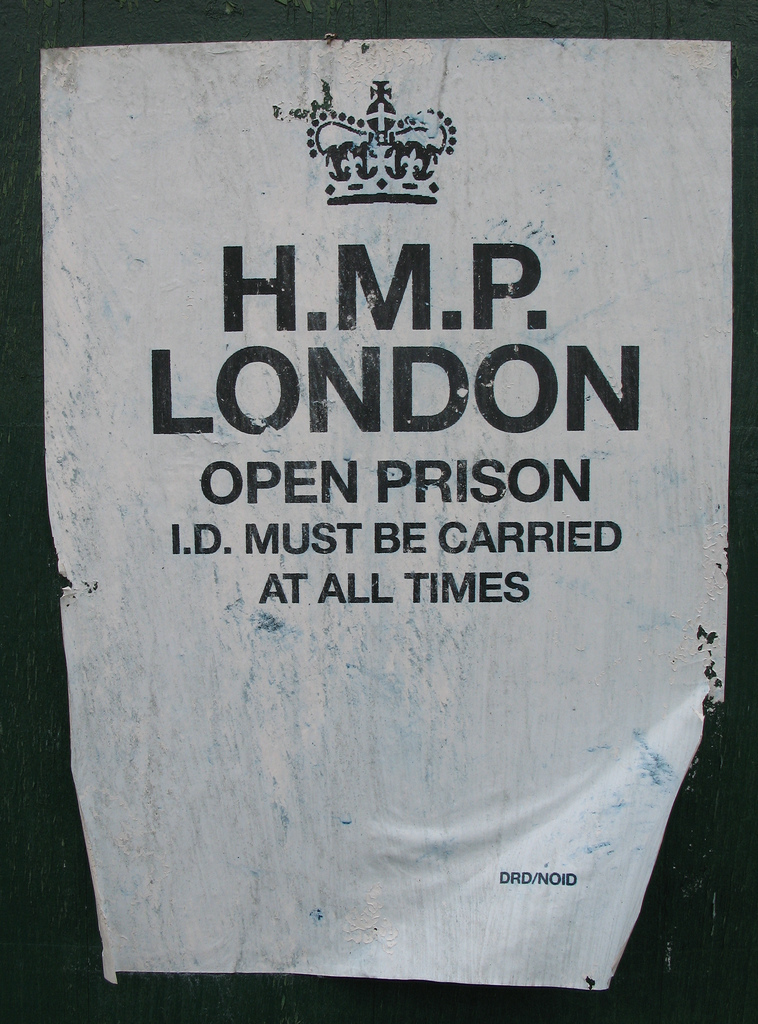 H.M.P.
LONDON
OPEN PRISON
I.D. MUST BE CARRIED
AT ALL TIMES
DRD/NOID